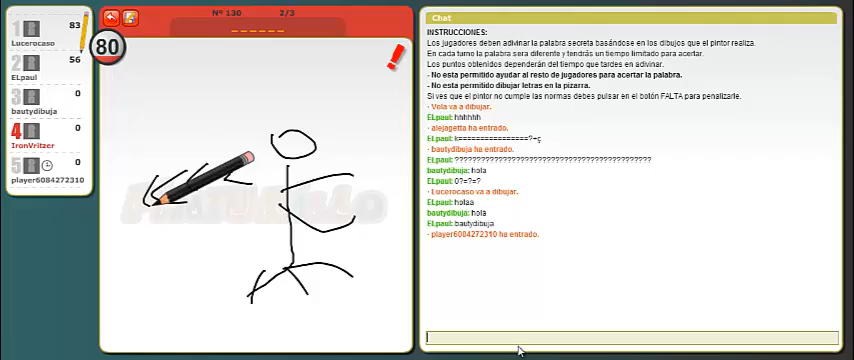 1
83
Lucerocaso
2
56
ELpaul
3
0
bautydibuja
4
0
IronVritzer
5
0
player6084272310
80
Nº 130
2/3
______
!
Chat
INSTRUCCIONES:
Los jugadores deben adivinar la palabra secreta basándose en los dibujos que el pintor realiza.
En cada turno la palabra sera diferente y tendrás un tiempo limitado para acertar.
Los puntos obtenidos dependerán del tiempo que tardes en adivinar.
- No esta permitido ayudar al resto de jugadores para acertar la palabra.
- No esta permitido dibujar letras en la pizarra.
Si ves que el pintor no cumple las normas debes pulsar en el botón FALTA para penalizarle.
· Vola va a dibujar.
ELpaul: hhhhhh
· alejagetta ha entrado.
ELpaul: k================?+ç
· bautydibuja ha entrado.
ELpaul: ?????????????????????????????????????????????
bautydibuja: hola
ELpaul: 0?=?=?
· Lucerocaso va a dibujar.
ELpaul: holaa
bautydibuja: hola
ELpaul: bautydibuja
· player6084272310 ha entrado.